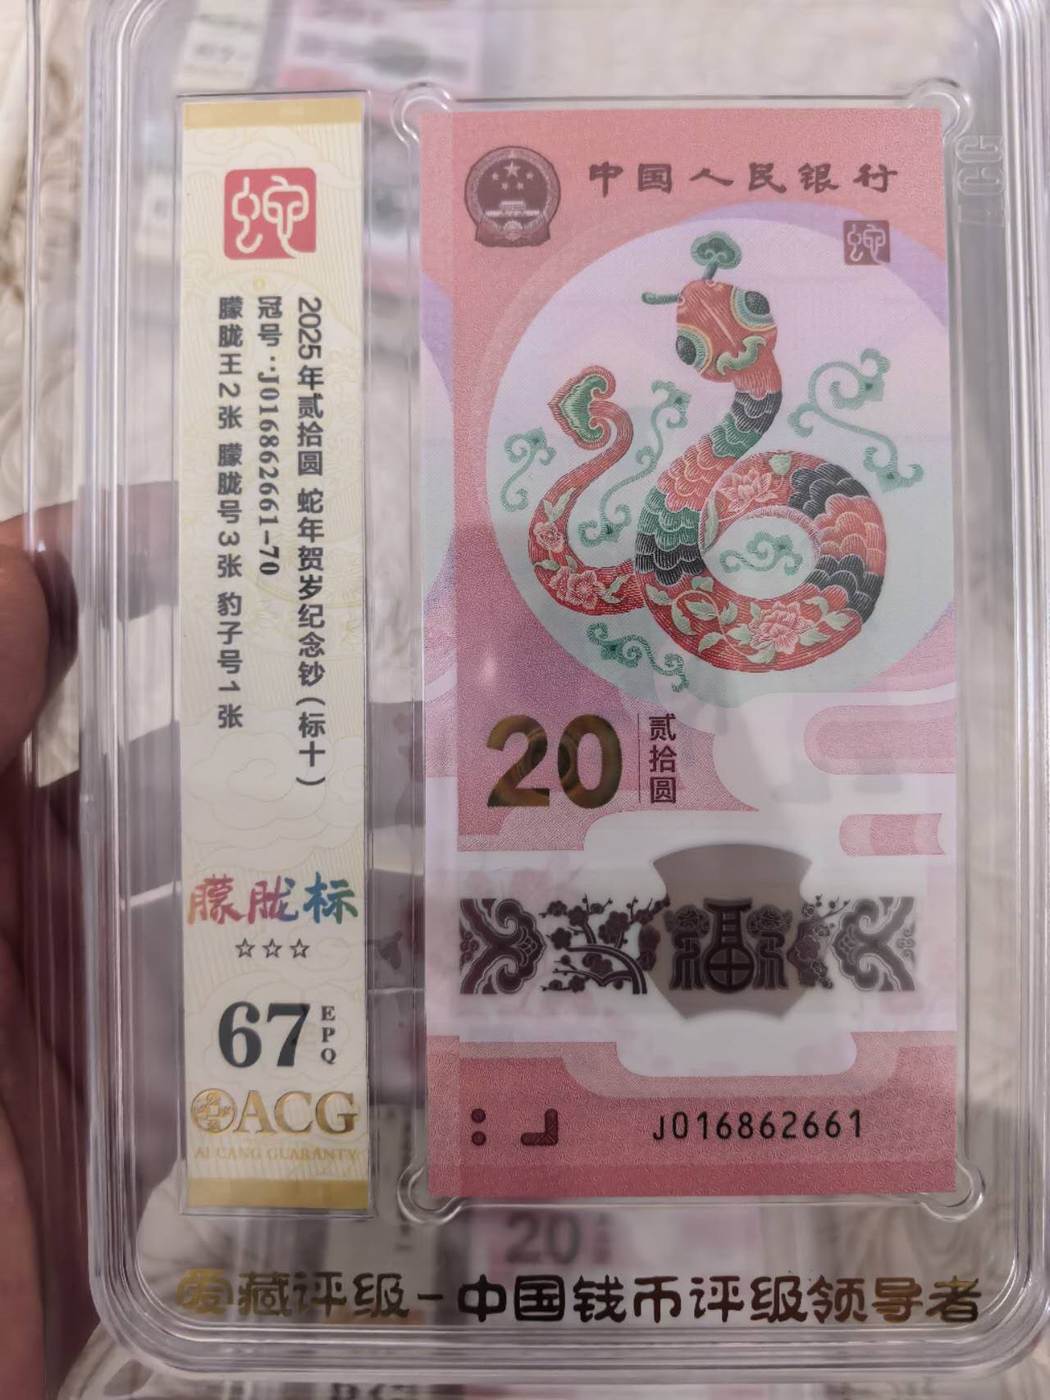 蛇
2025年贰拾圆 蛇年贺岁纪念钞(标十)
冠号:J016862661-70
朦胧王2张 朦胧号3张 豹子号1张
朦胧标
☆☆☆
67 EPQ
ACG
AI CANG GUARANTY
中国人民银行
蛇
20 贰拾圆
福
J016862661
20
爱藏评级-中国钱币评级领导者